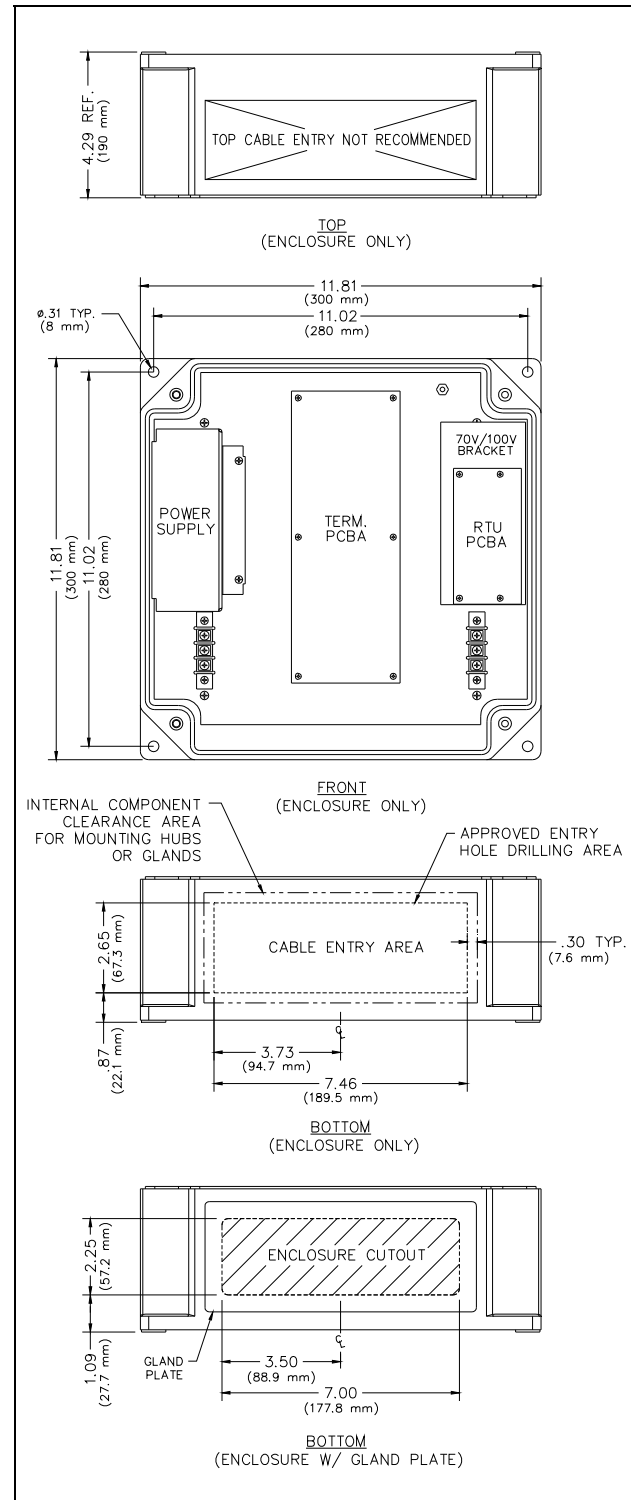 4.29 REF.
(190 mm)
TOP CABLE ENTRY NOT RECOMMENDED
TOP
(ENCLOSURE ONLY)
11.81
(300 mm)
11.02
(280 mm)
ø.31 TYP.
(8 mm)
70V/100V
BRACKET
POWER
SUPPLY
TERM.
PCBA
RTU
PCBA
11.81
(300 mm)
11.02
(280 mm)
FRONT
(ENCLOSURE ONLY)
INTERNAL COMPONENT
CLEARANCE AREA
FOR MOUNTING HUBS
OR GLANDS
APPROVED ENTRY
HOLE DRILLING AREA
CABLE ENTRY AREA
.30 TYP.
(7.6 mm)
2.65
(67.3 mm)
.87
(22.1 mm)
℄
3.73
(94.7 mm)
7.46
(189.5 mm)
BOTTOM
(ENCLOSURE ONLY)
ENCLOSURE CUTOUT
2.25
(57.2 mm)
1.09
(27.7 mm)
GLAND
PLATE
℄
3.50
(88.9 mm)
7.00
(177.8 mm)
BOTTOM
(ENCLOSURE W/ GLAND PLATE)